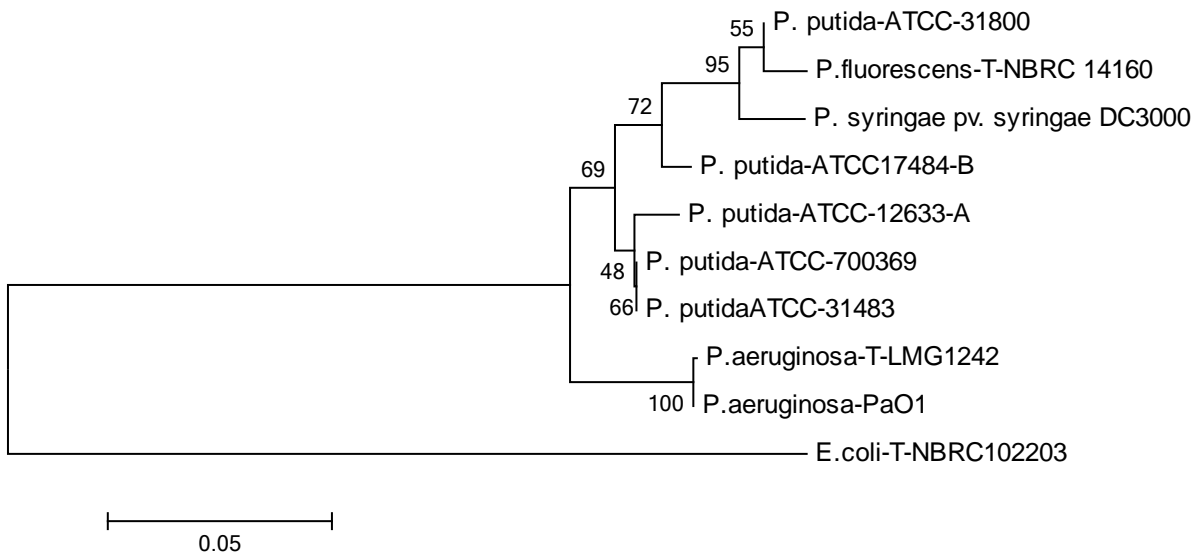 P. putida-ATCC-31800
55
P.fluorescens-T-NBRC 14160
95
P. syringae pv. syringae DC3000
72
P. putida-ATCC17484-B
69
P. putida-ATCC-12633-A
P. putida-ATCC-700369
48
P. putidaATCC-31483
66
P.aeruginosa-T-LMG1242
P.aeruginosa-PaO1
100
E.coli-T-NBRC102203
0.05